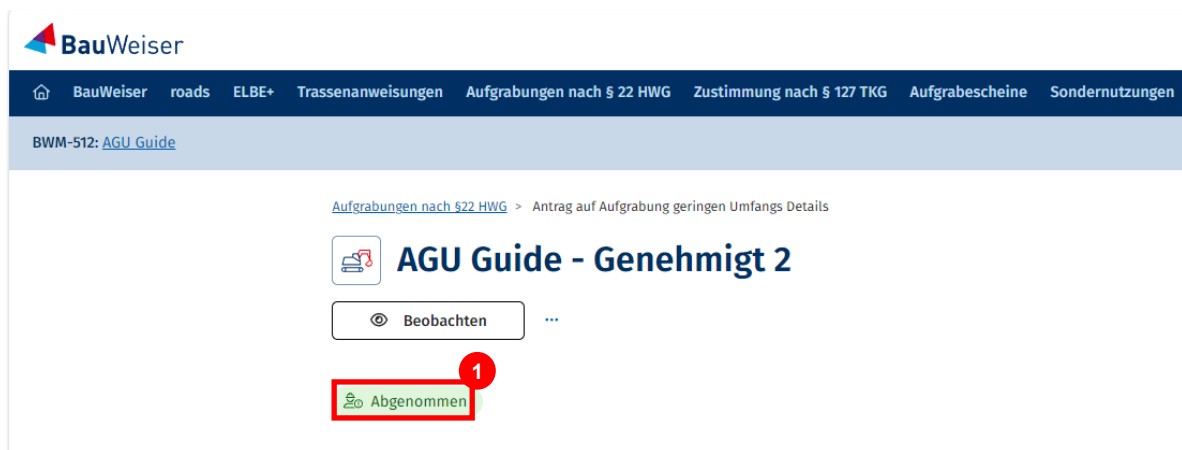 BauWeiser
BauWeiser roads ELBE+ Trassenanweisungen Aufgrabungen nach § 22 HWG Zustimmung nach § 127 TKG Aufgrabescheine Sondernutzungen
BWM-512: AGU Guide
Aufgrabungen nach §22 HWG > Antrag auf Aufgrabung geringen Umfangs Details
AGU Guide - Genehmigt 2
Beobachten ...
1
Abgenommen